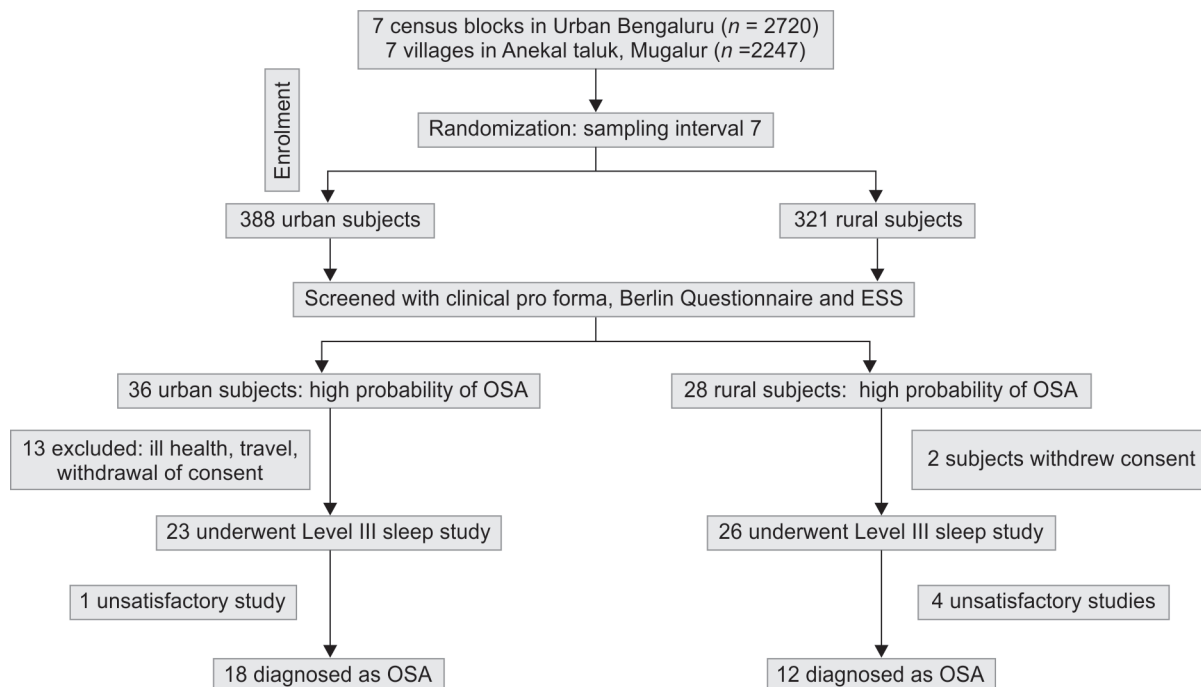 7 census blocks in Urban Bengaluru (n = 2720)
7 villages in Anekal taluk, Mugalur (n =2247)
Enrolment
Randomization: sampling interval 7
388 urban subjects
321 rural subjects
Screened with clinical pro forma, Berlin Questionnaire and ESS
36 urban subjects: high probability of OSA
28 rural subjects: high probability of OSA
13 excluded: ill health, travel,
withdrawal of consent
2 subjects withdrew consent
23 underwent Level III sleep study
26 underwent Level III sleep study
1 unsatisfactory study
4 unsatisfactory studies
18 diagnosed as OSA
12 diagnosed as OSA